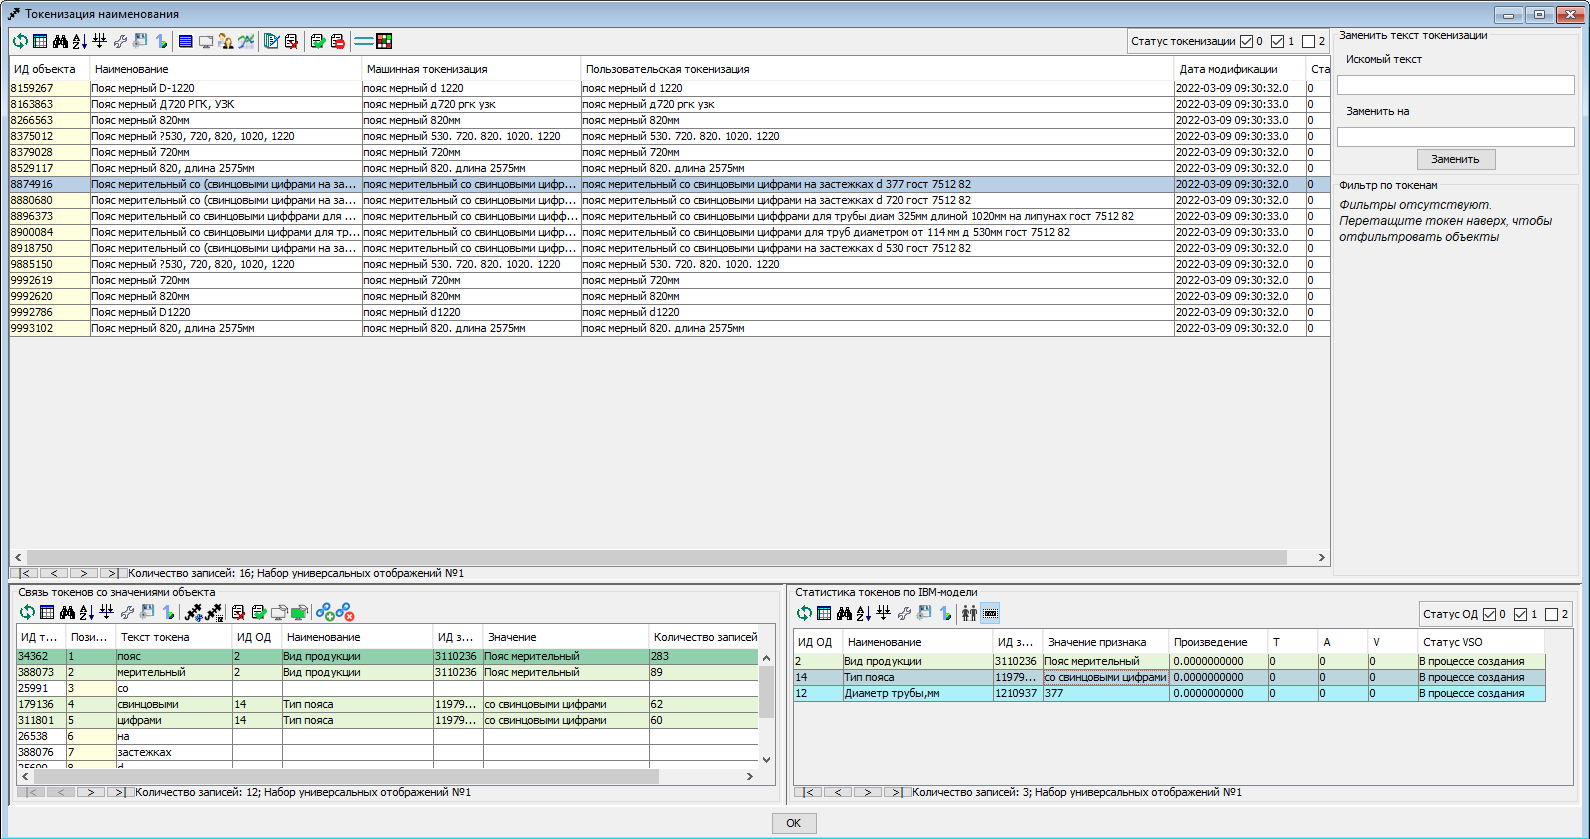 Токенизация наименования
Статус токенизации 0 1 2
ИД объекта Наименование Машинная токенизация Пользовательская токенизация Дата модификации Ста
8159267 Пояс мерный D-1220 пояс мерный d 1220 пояс мерный d 1220 2022-03-09 09:30:32.0 0
8163863 Пояс мерный Д720 РГК, УЗК пояс мерный д720 ргк узк пояс мерный д720 ргк узк 2022-03-09 09:30:33.0 0
8266563 Пояс мерный 820мм пояс мерный 820мм пояс мерный 820мм 2022-03-09 09:30:33.0 0
8375012 Пояс мерный ?530, 720, 820, 1020, 1220 пояс мерный 530. 720. 820. 1020. 1220 пояс мерный 530. 720. 820. 1020. 1220 2022-03-09 09:30:33.0 0
8379028 Пояс мерный 720мм пояс мерный 720мм пояс мерный 720мм 2022-03-09 09:30:32.0 0
8529117 Пояс мерный 820, длина 2575мм пояс мерный 820. длина 2575мм пояс мерный 820. длина 2575мм 2022-03-09 09:30:32.0 0
8874916 Пояс мерительный со (свинцовыми цифрами на за... пояс мерительный со свинцовыми цифр... пояс мерительный со свинцовыми цифрами на застежках d 377 гост 7512 82 2022-03-09 09:30:32.0 0
8880680 Пояс мерительный со (свинцовыми цифрами на за... пояс мерительный со свинцовыми цифр... пояс мерительный со свинцовыми цифрами на застежках d 720 гост 7512 82 2022-03-09 09:30:32.0 0
8896373 Пояс мерительный со свинцовыми циффрами для ... пояс мерительный со свинцовыми цифф... пояс мерительный со свинцовыми циффрами для трубы диам 325мм длиной 1020мм на липунах гост 7512 82 2022-03-09 09:30:32.0 0
8900084 Пояс мерительный со свинцовыми цифрами для тр... пояс мерительный со свинцовыми цифр... пояс мерительный со свинцовыми цифрами для труб диаметром от 114 мм д 530мм гост 7512 82 2022-03-09 09:30:32.0 0
8918750 Пояс мерительный со (свинцовыми цифрами на за... пояс мерительный со свинцовыми цифр... пояс мерительный со свинцовыми цифрами на застежках d 530 гост 7512 82 2022-03-09 09:30:32.0 0
9885150 Пояс мерный ?530, 720, 820, 1020, 1220 пояс мерный 530. 720. 820. 1020. 1220 пояс мерный 530. 720. 820. 1020. 1220 2022-03-09 09:30:32.0 0
9992619 Пояс мерный 720мм пояс мерный 720мм пояс мерный 720мм 2022-03-09 09:30:32.0 0
9992620 Пояс мерный 820мм пояс мерный 820мм пояс мерный 820мм 2022-03-09 09:30:32.0 0
9992786 Пояс мерный D1220 пояс мерный d1220 пояс мерный d1220 2022-03-09 09:30:32.0 0
9993102 Пояс мерный 820, длина 2575мм пояс мерный 820. длина 2575мм пояс мерный 820. длина 2575мм 2022-03-09 09:30:32.0 0
|< < > >| Количество записей: 16; Набор универсальных отображений №1
Заменить текст токенизации
Искомый текст
Заменить на
Заменить
Фильтр по токенам
Фильтры отсутствуют.
Перетащите токен наверх, чтобы
отфильтровать объекты
Связь токенов со значениями объекта
ИД т... Пози... Текст токена ИД ОД Наименование ИД з... Значение Количество записей
34362 1 пояс 2 Вид продукции 3110236 Пояс мерительный 283
388073 2 мерительный 2 Вид продукции 3110236 Пояс мерительный 89
25991 3 со
179136 4 свинцовыми 14 Тип пояса 11979... со свинцовыми цифрами 62
311801 5 цифрами 14 Тип пояса 11979... со свинцовыми цифрами 60
26538 6 на
388076 7 застежках
|< < > >| Количество записей: 12; Набор универсальных отображений №1
Статистика токенов по IBM-модели
Статус ОД 0 1 2
ИД ОД Наименование ИД з... Значение признака Произведение T A V Статус VSO
2 Вид продукции 3110236 Пояс мерительный 0.0000000000 0 0 0 В процессе создания
14 Тип пояса 11979... со свинцовыми цифрами 0.0000000000 0 0 0 В процессе создания
12 Диаметр трубы,мм 1210937 377 0.0000000000 0 0 0 В процессе создания
|< < > >| Количество записей: 3; Набор универсальных отображений №1
OK